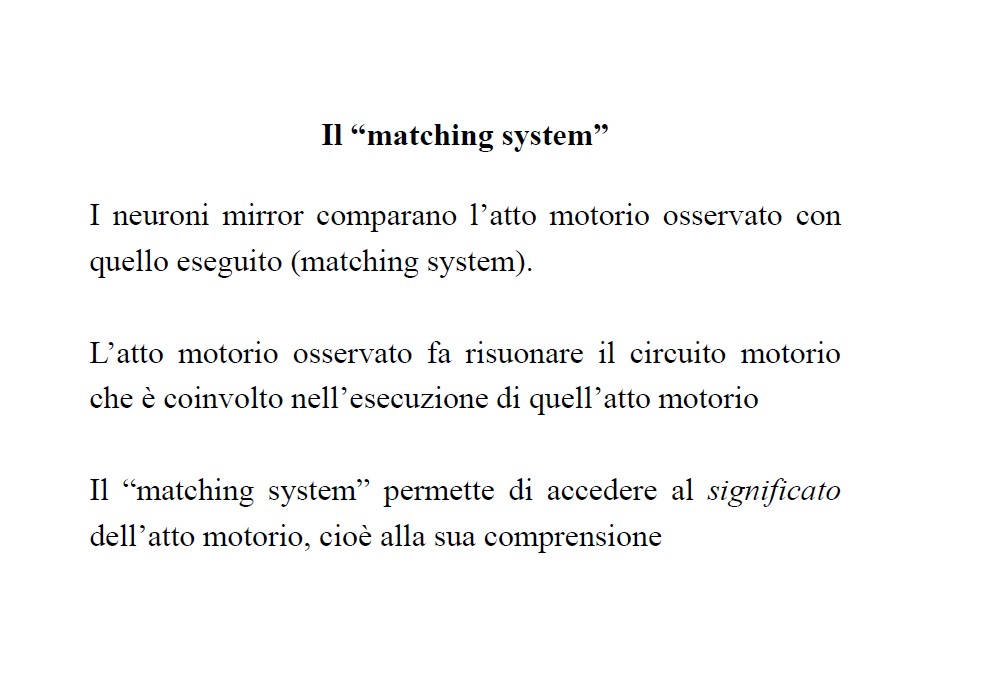 Il “matching system”
I neuroni mirror comparano l’atto motorio osservato con
quello eseguito (matching system).
L’atto motorio osservato fa risuonare il circuito motorio
che è coinvolto nell’esecuzione di quell’atto motorio
Il “matching system” permette di accedere al significato
dell’atto motorio, cioè alla sua comprensione